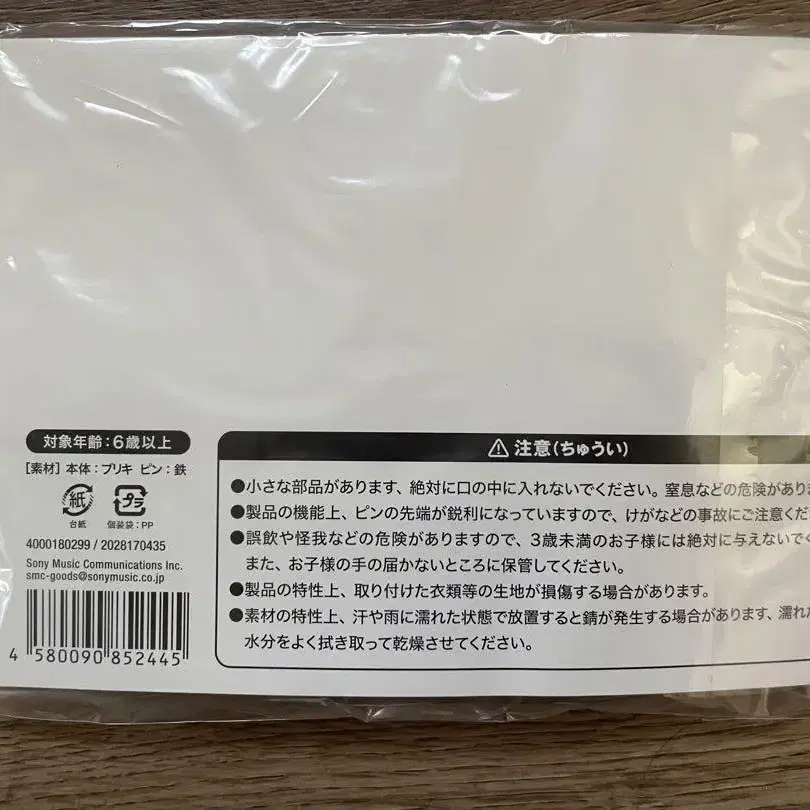 対象年齢：6歳以上
[素材] 本体：ブリキ ピン：鉄
紙 プラ
台紙 個装袋：PP
4000180299 / 2028170435
Sony Music Communications Inc.
smc-goods@sonymusic.co.jp
4 580090 852445
注意(ちゅうい)
●小さな部品があります、絶対に口の中に入れないでください。窒息などの危険があり
●製品の機能上、ピンの先端が鋭利になっていますので、けがなどの事故にご注意くだ
●誤飲や怪我などの危険がありますので、3歳未満のお子様には絶対に与えないで
また、お子様の手の届かないところに保管してください。
●製品の特性上、取り付けた衣類等の生地が損傷する場合があります。
●素材の特性上、汗や雨に濡れた状態で放置すると錆が発生する場合があります、濡れ
水分をよく拭き取って乾燥させてください。